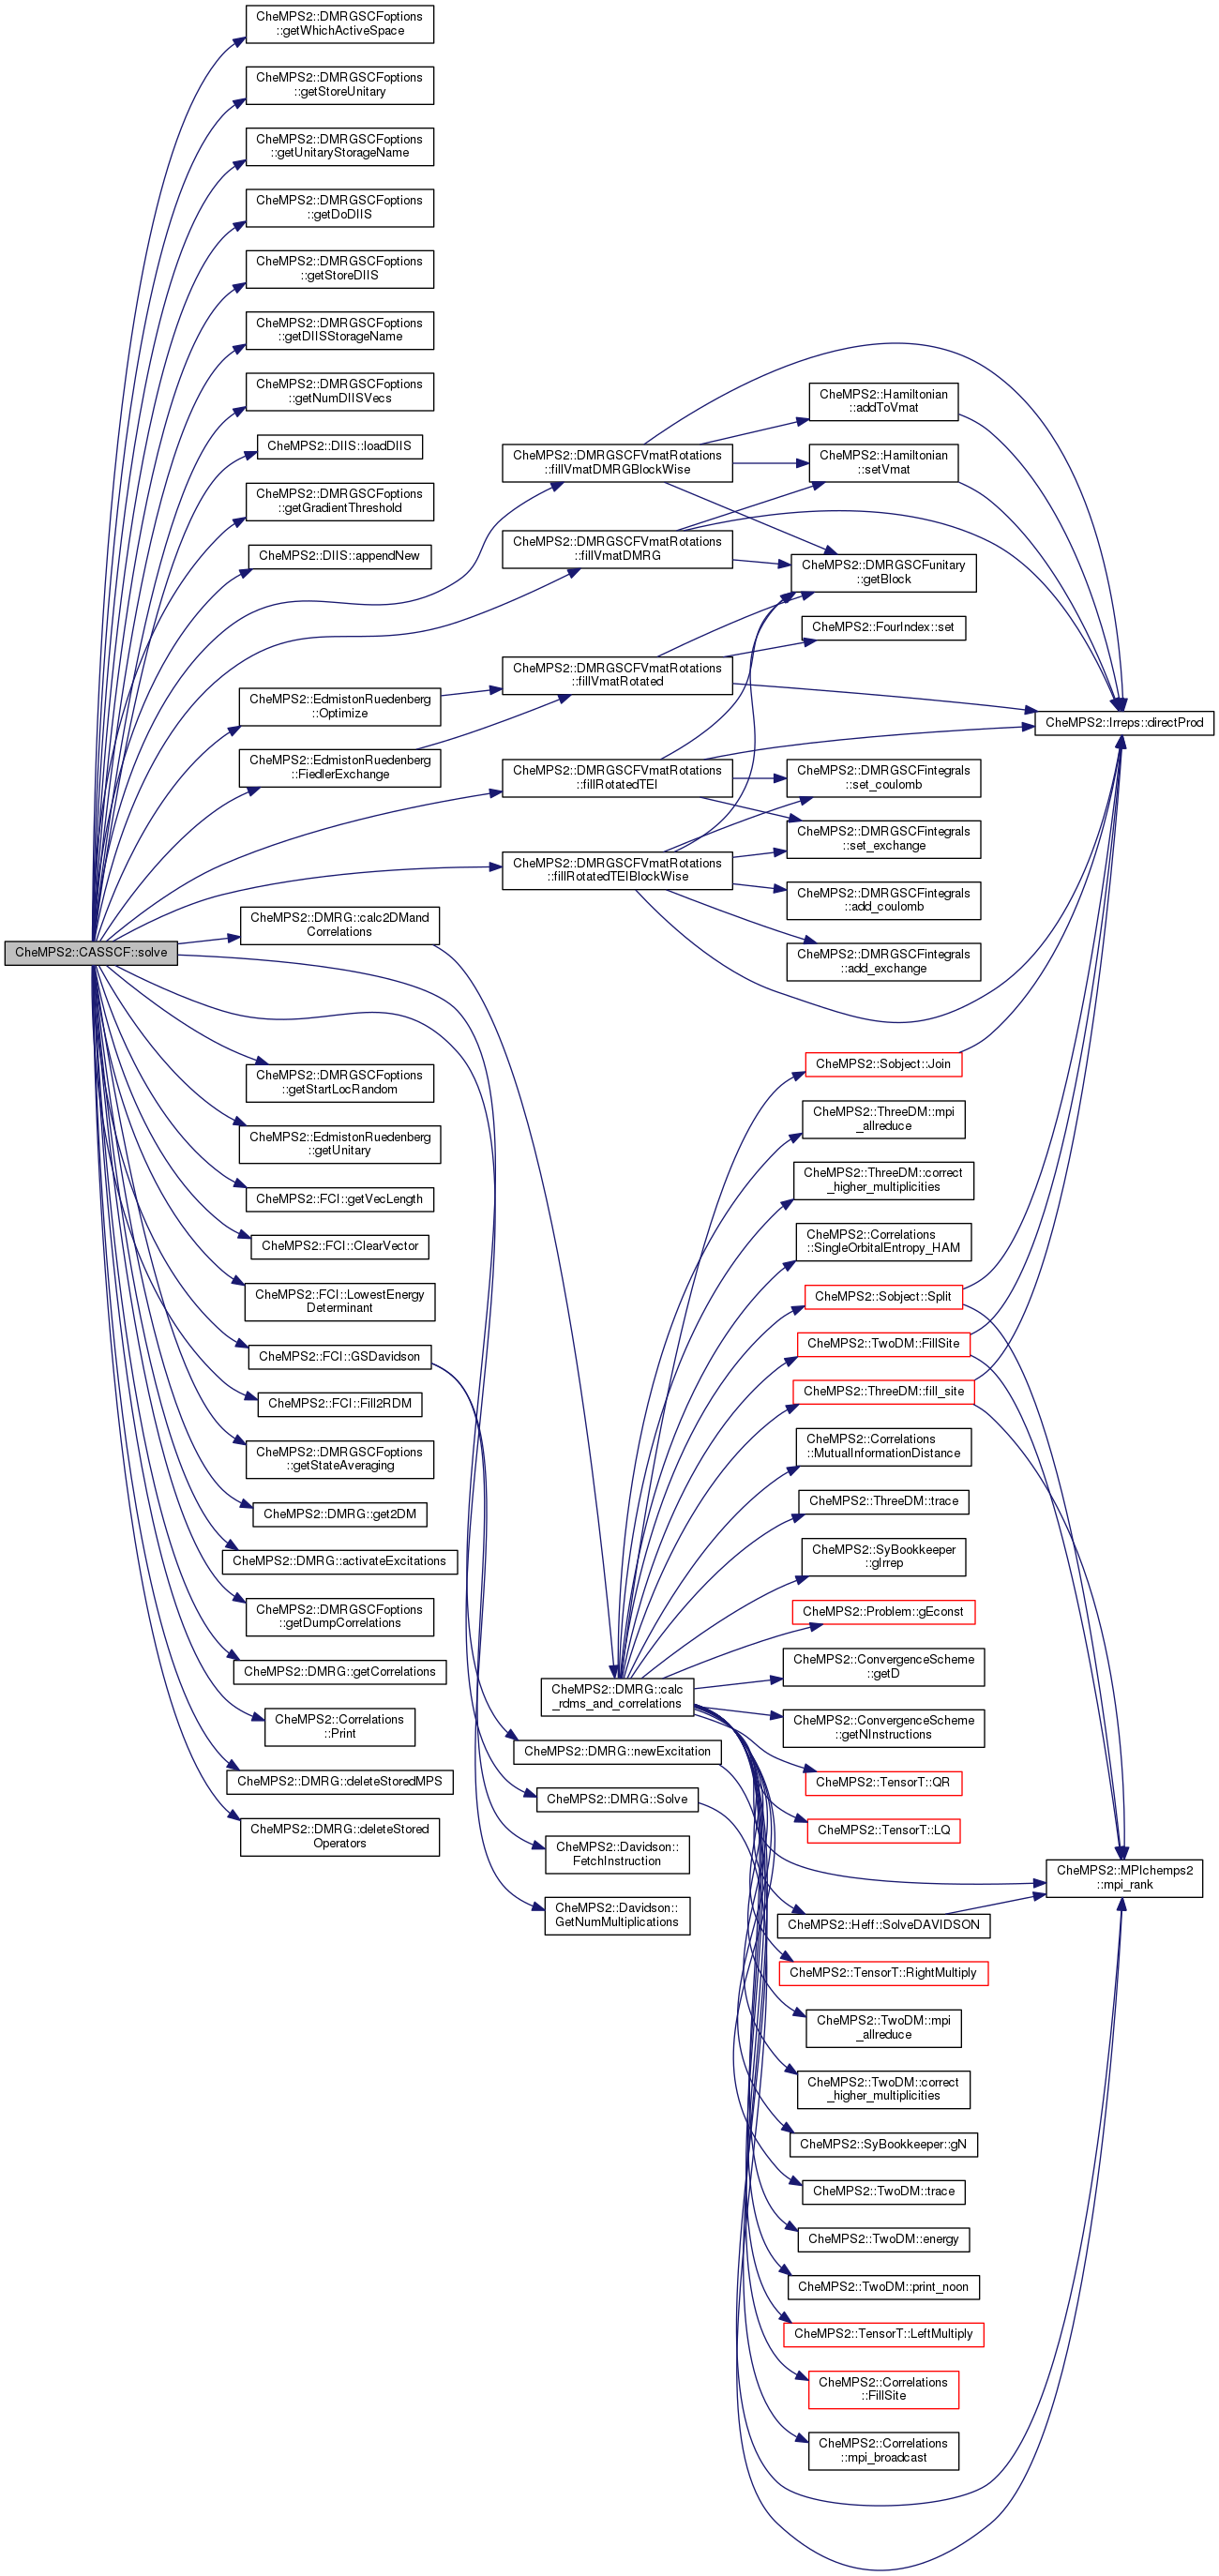 CheMPS2::DMRGSCFoptions
::getWhichActiveSpace
CheMPS2::DMRGSCFoptions
::getStoreUnitary
CheMPS2::DMRGSCFoptions
::getUnitaryStorageName
CheMPS2::DMRGSCFoptions
::getDoDIIS
CheMPS2::DMRGSCFoptions
::getStoreDIIS
CheMPS2::DMRGSCFoptions
::getDIISStorageName
CheMPS2::DMRGSCFoptions
::getNumDIISVecs
CheMPS2::DIIS::loadDIIS
CheMPS2::DMRGSCFoptions
::getGradientThreshold
CheMPS2::DIIS::appendNew
CheMPS2::EdmistonRuedenberg
::Optimize
CheMPS2::EdmistonRuedenberg
::FiedlerExchange
CheMPS2::DMRG::calc2DMand
Correlations
CheMPS2::CASSCF::solve
CheMPS2::DMRGSCFoptions
::getStartLocRandom
CheMPS2::EdmistonRuedenberg
::getUnitary
CheMPS2::FCI::getVecLength
CheMPS2::FCI::ClearVector
CheMPS2::FCI::LowestEnergy
Determinant
CheMPS2::FCI::GSDavidson
CheMPS2::FCI::Fill2RDM
CheMPS2::DMRGSCFoptions
::getStateAveraging
CheMPS2::DMRG::get2DM
CheMPS2::DMRG::activateExcitations
CheMPS2::DMRGSCFoptions
::getDumpCorrelations
CheMPS2::DMRG::getCorrelations
CheMPS2::Correlations
::Print
CheMPS2::DMRG::deleteStoredMPS
CheMPS2::DMRG::deleteStored
Operators
CheMPS2::DMRGSCFVmatRotations
::fillVmatDMRGBlockWise
CheMPS2::DMRGSCFVmatRotations
::fillVmatDMRG
CheMPS2::DMRGSCFVmatRotations
::fillVmatRotated
CheMPS2::DMRGSCFVmatRotations
::fillRotatedTEI
CheMPS2::DMRGSCFVmatRotations
::fillRotatedTEIBlockWise
CheMPS2::DMRG::calc
_rdms_and_correlations
CheMPS2::DMRG::newExcitation
CheMPS2::DMRG::Solve
CheMPS2::Davidson::
FetchInstruction
CheMPS2::Davidson::
GetNumMultiplications
CheMPS2::Hamiltonian
::addToVmat
CheMPS2::Hamiltonian
::setVmat
CheMPS2::DMRGSCFunitary
::getBlock
CheMPS2::FourIndex::set
CheMPS2::DMRGSCFintegrals
::set_coulomb
CheMPS2::DMRGSCFintegrals
::set_exchange
CheMPS2::DMRGSCFintegrals
::add_coulomb
CheMPS2::DMRGSCFintegrals
::add_exchange
CheMPS2::Sobject::Join
CheMPS2::ThreeDM::mpi
_allreduce
CheMPS2::ThreeDM::correct
_higher_multiplicities
CheMPS2::Correlations
::SingleOrbitalEntropy_HAM
CheMPS2::Sobject::Split
CheMPS2::TwoDM::FillSite
CheMPS2::ThreeDM::fill_site
CheMPS2::Correlations
::MutualInformationDistance
CheMPS2::ThreeDM::trace
CheMPS2::SyBookkeeper
::gIrrep
CheMPS2::Problem::gEconst
CheMPS2::ConvergenceScheme
::getD
CheMPS2::ConvergenceScheme
::getNInstructions
CheMPS2::TensorT::QR
CheMPS2::TensorT::LQ
CheMPS2::Heff::SolveDAVIDSON
CheMPS2::TensorT::RightMultiply
CheMPS2::TwoDM::mpi
_allreduce
CheMPS2::TwoDM::correct
_higher_multiplicities
CheMPS2::SyBookkeeper::gN
CheMPS2::TwoDM::trace
CheMPS2::TwoDM::energy
CheMPS2::TwoDM::print_noon
CheMPS2::TensorT::LeftMultiply
CheMPS2::Correlations
::FillSite
CheMPS2::Correlations
::mpi_broadcast
CheMPS2::Irreps::directProd
CheMPS2::MPIchemps2
::mpi_rank